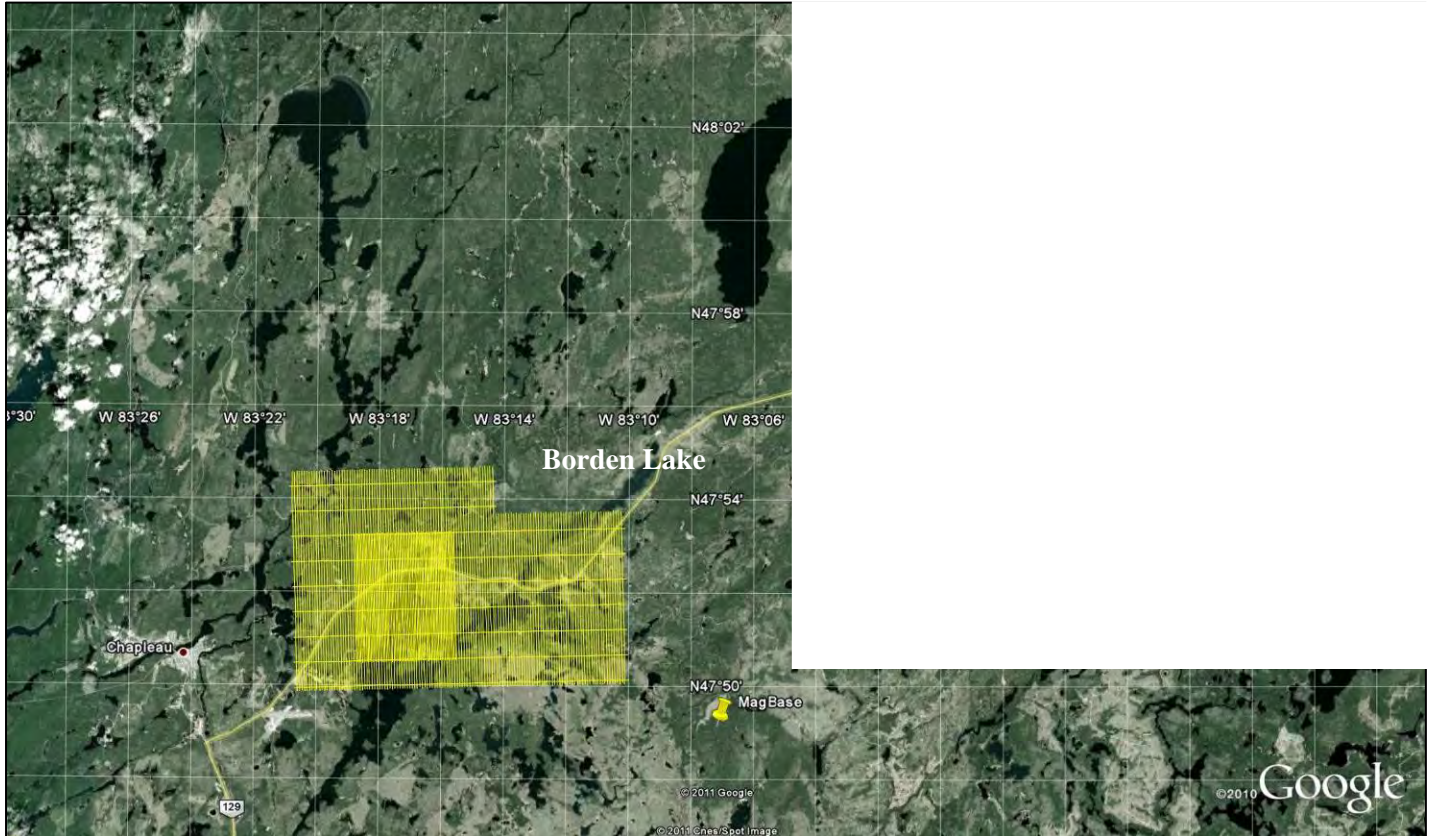 N48°02'
N47°58'
3°30' W 83°26' W 83°22' W 83°18' W 83°14' W 83°10' W 83°06'
Borden Lake
N47°54'
Chapleau
N47°50'
MagBase
129
© 2011 Google
©2010 Google
© 2011 Cnes/Spot Image